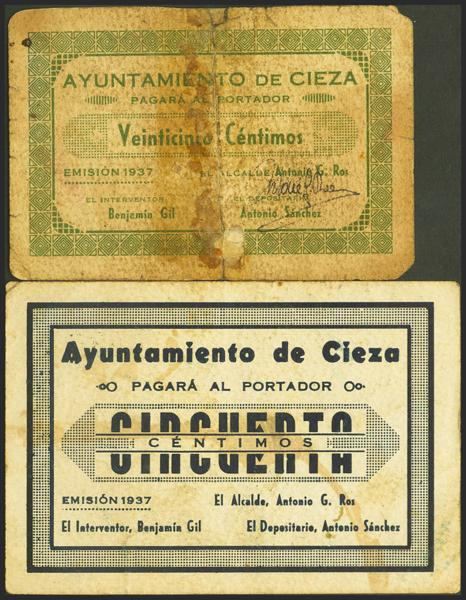 AYUNTAMIENTO DE CIEZA
PAGARÁ AL PORTADOR
Veinticinco Céntimos
EMISIÓN 1937 EL ALCALDE Antonio G. Ros
EL INTERVENTOR EL DEPOSITARIO
Benjamín Gil Antonio Sánchez
Ayuntamiento de Cieza
PAGARÁ AL PORTADOR
CINCUENTA
CÉNTIMOS
EMISIÓN 1937 El Alcalde, Antonio G. Ros
El Interventor, Benjamín Gil El Depositario, Antonio Sánchez